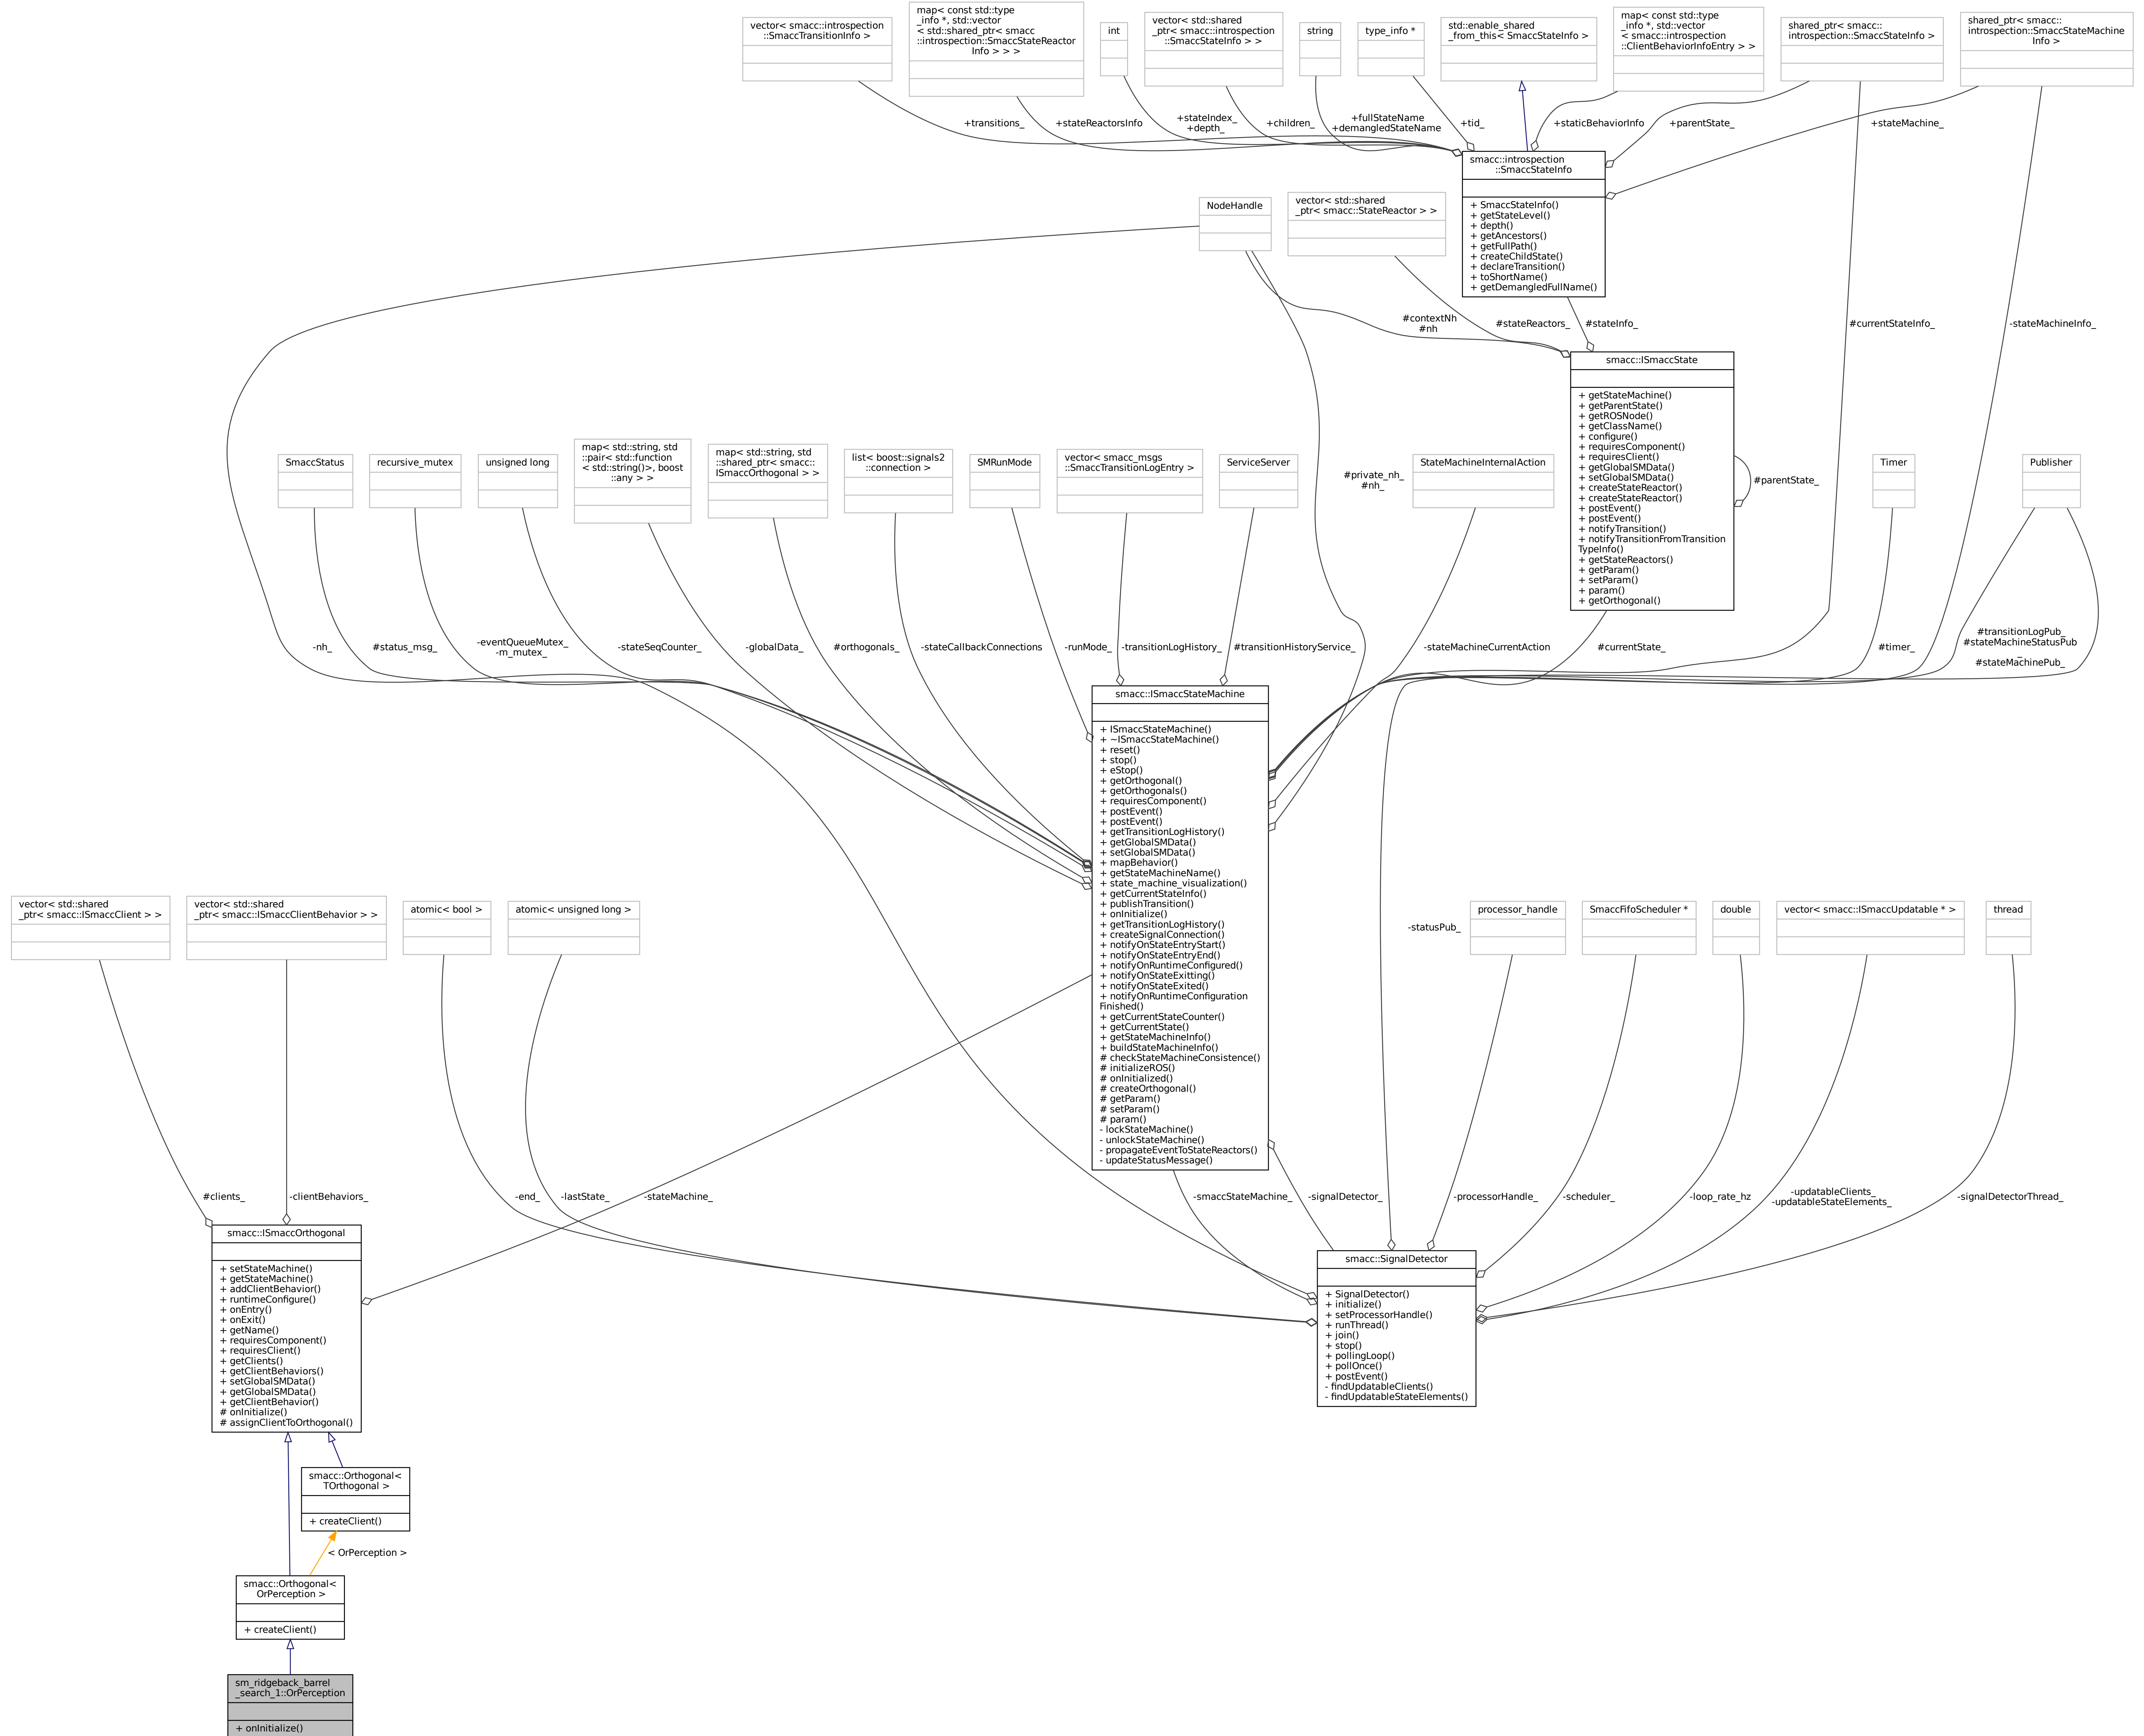 vector< smacc::introspection
::SmaccTransitionInfo >
map< const std::type
_info *, std::vector
< std::shared_ptr< smacc
::introspection::SmaccStateReactor
Info > > >
int
vector< std::shared
_ptr< smacc::introspection
::SmaccStateInfo > >
string
type_info *
std::enable_shared
_from_this< SmaccStateInfo >
map< const std::type
_info *, std::vector
< smacc::introspection
::ClientBehaviorInfoEntry > >
shared_ptr< smacc::
introspection::SmaccStateInfo >
shared_ptr< smacc::
introspection::SmaccStateMachine
Info >
+transitions_
+stateReactorsInfo
+stateIndex_
+depth_
+children_
+fullStateName
+demangledStateName
+tid_
+staticBehaviorInfo
+parentState_
+stateMachine_
smacc::introspection
::SmaccStateInfo
+ SmaccStateInfo()
+ getStateLevel()
+ depth()
+ getAncestors()
+ getFullPath()
+ createChildState()
+ declareTransition()
+ toShortName()
+ getDemangledFullName()
NodeHandle
vector< std::shared
_ptr< smacc::StateReactor > >
#contextNh
#nh
#stateReactors_
#stateInfo_
#currentStateInfo_
-stateMachineInfo_
smacc::ISmaccState
+ getStateMachine()
+ getParentState()
+ getROSNode()
+ getClassName()
+ configure()
+ requiresComponent()
+ requiresClient()
+ getGlobalSMData()
+ setGlobalSMData()
+ createStateReactor()
+ createStateReactor()
+ postEvent()
+ postEvent()
+ notifyTransition()
+ notifyTransitionFromTransition
TypeInfo()
+ getStateReactors()
+ getParam()
+ setParam()
+ param()
+ getOrthogonal()
#parentState_
SmaccStatus
recursive_mutex
unsigned long
map< std::string, std
::pair< std::function
< std::string()>, boost
::any > >
map< std::string, std
::shared_ptr< smacc::
ISmaccOrthogonal > >
list< boost::signals2
::connection >
SMRunMode
vector< smacc_msgs
::SmaccTransitionLogEntry >
ServiceServer
#private_nh_
#nh_
StateMachineInternalAction
Timer
Publisher
-nh_
#status_msg_
-eventQueueMutex_
-m_mutex_
-stateSeqCounter_
-globalData_
#orthogonals_
-stateCallbackConnections
-runMode_
-transitionLogHistory_
#transitionHistoryService_
-stateMachineCurrentAction
#currentState_
#timer_
#transitionLogPub_
#stateMachineStatusPub
_
#stateMachinePub_
smacc::ISmaccStateMachine
+ ISmaccStateMachine()
+ ~ISmaccStateMachine()
+ reset()
+ stop()
+ eStop()
+ getOrthogonal()
+ getOrthogonals()
+ requiresComponent()
+ postEvent()
+ postEvent()
+ getTransitionLogHistory()
+ getGlobalSMData()
+ setGlobalSMData()
+ mapBehavior()
+ getStateMachineName()
+ state_machine_visualization()
+ getCurrentStateInfo()
+ publishTransition()
+ onInitialize()
+ getTransitionLogHistory()
+ createSignalConnection()
+ notifyOnStateEntryStart()
+ notifyOnStateEntryEnd()
+ notifyOnRuntimeConfigured()
+ notifyOnStateExitting()
+ notifyOnStateExited()
+ notifyOnRuntimeConfiguration
Finished()
+ getCurrentStateCounter()
+ getCurrentState()
+ getStateMachineInfo()
+ buildStateMachineInfo()
# checkStateMachineConsistence()
# initializeROS()
# onInitialized()
# createOrthogonal()
# getParam()
# setParam()
# param()
- lockStateMachine()
- unlockStateMachine()
- propagateEventToStateReactors()
- updateStatusMessage()
vector< std::shared
_ptr< smacc::ISmaccClient > >
vector< std::shared
_ptr< smacc::ISmaccClientBehavior > >
atomic< bool >
atomic< unsigned long >
-statusPub_
processor_handle
SmaccFifoScheduler *
double
vector< smacc::ISmaccUpdatable * >
thread
#clients_
-clientBehaviors_
-end_
-lastState_
-stateMachine_
-smaccStateMachine_
-signalDetector_
-processorHandle_
-scheduler_
-loop_rate_hz
-updatableClients_
-updatableStateElements_
-signalDetectorThread_
smacc::ISmaccOrthogonal
+ setStateMachine()
+ getStateMachine()
+ addClientBehavior()
+ runtimeConfigure()
+ onEntry()
+ onExit()
+ getName()
+ requiresComponent()
+ requiresClient()
+ getClients()
+ getClientBehaviors()
+ setGlobalSMData()
+ getGlobalSMData()
+ getClientBehavior()
# onInitialize()
# assignClientToOrthogonal()
smacc::SignalDetector
+ SignalDetector()
+ initialize()
+ setProcessorHandle()
+ runThread()
+ join()
+ stop()
+ pollingLoop()
+ pollOnce()
+ postEvent()
- findUpdatableClients()
- findUpdatableStateElements()
smacc::Orthogonal<
TOrthogonal >
+ createClient()
< OrPerception >
smacc::Orthogonal<
OrPerception >
+ createClient()
sm_ridgeback_barrel
_search_1::OrPerception
+ onInitialize()